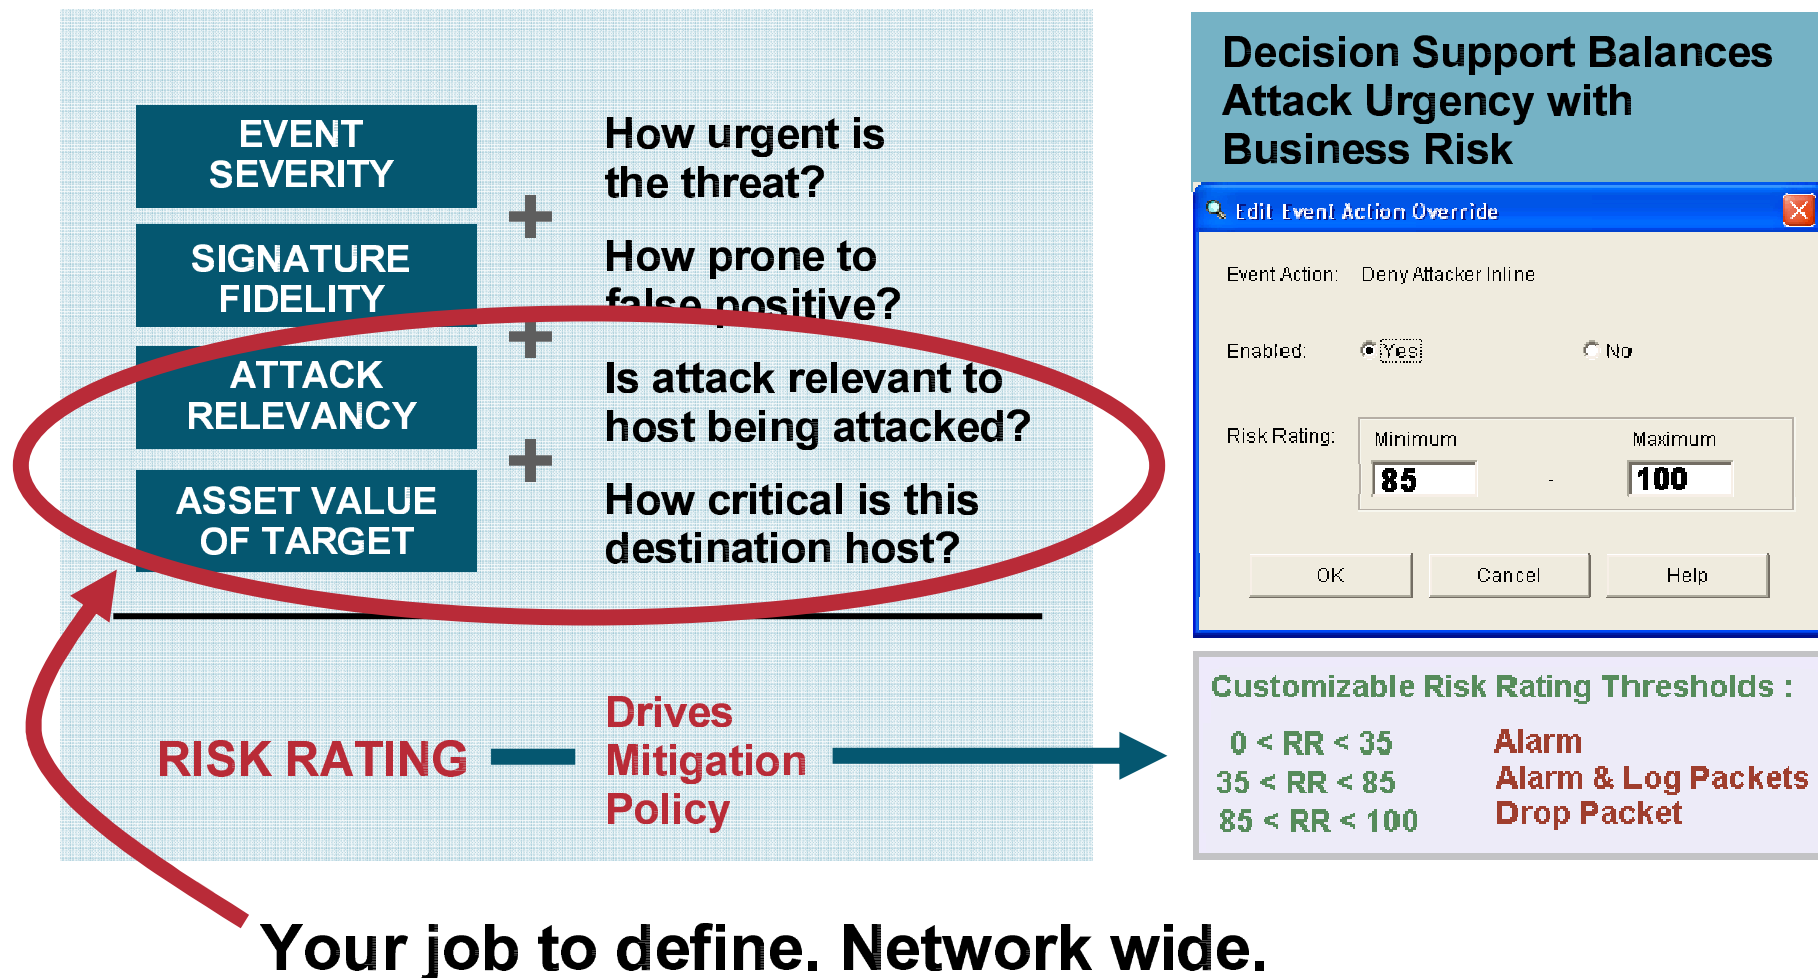 EVENT
SEVERITY
How urgent is
the threat?
+
SIGNATURE
FIDELITY
How prone to
false positive?
+
ATTACK
RELEVANCY
Is attack relevant to
host being attacked?
+
ASSET VALUE
OF TARGET
How critical is this
destination host?
RISK RATING
Drives
Mitigation
Policy
Your job to define. Network wide.
Decision Support Balances
Attack Urgency with
Business Risk
Edit Event Action Override
Event Action: Deny Attacker Inline
Enabled: Yes No
Risk Rating: Minimum Maximum
85 - 100
OK Cancel Help
Customizable Risk Rating Thresholds :
0 < RR < 35 Alarm
35 < RR < 85 Alarm & Log Packets
85 < RR < 100 Drop Packet